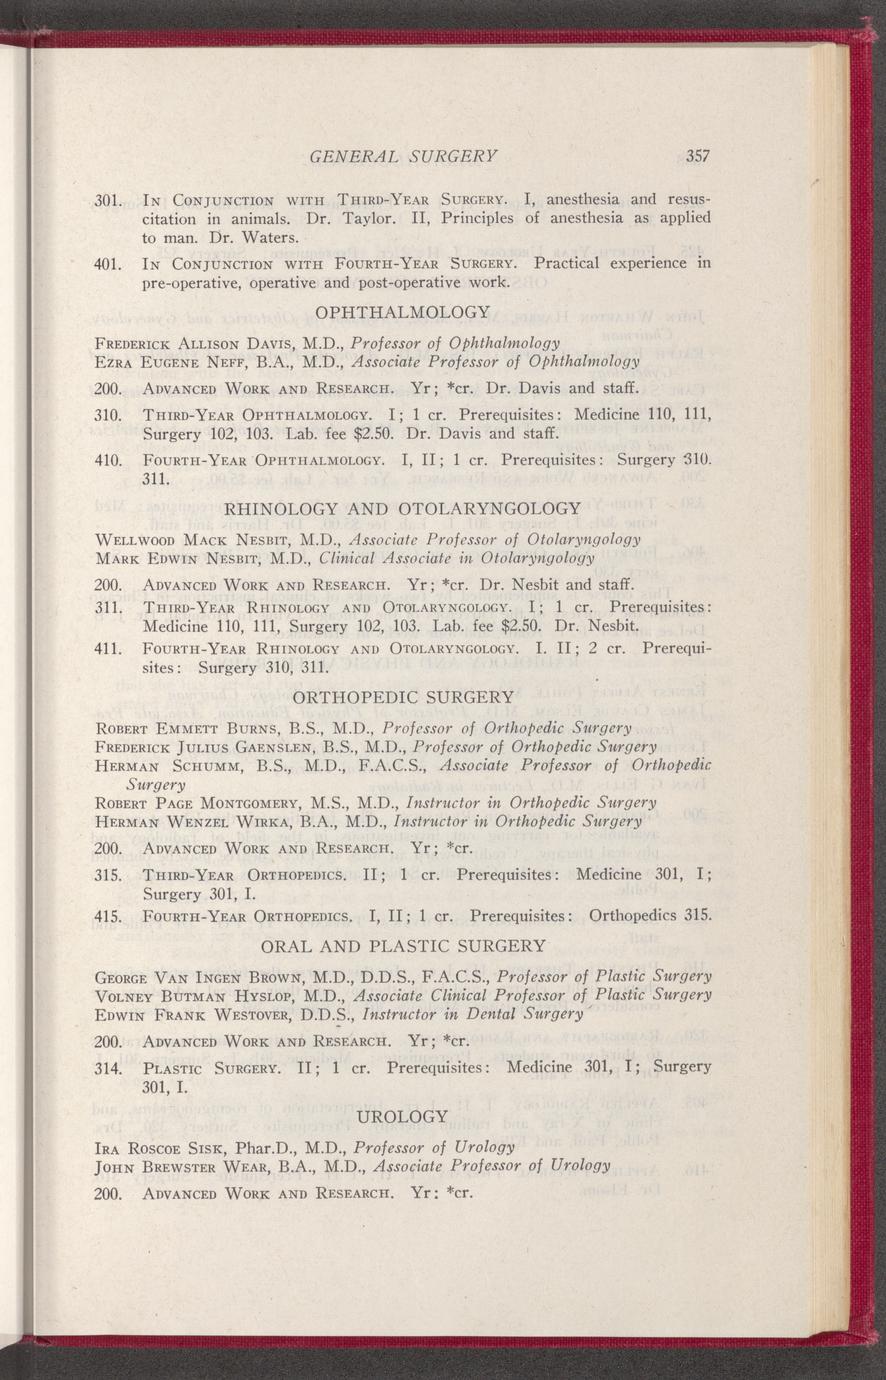 GENERAL SURGERY 357
301. IN CONJUNCTION WITH THIRD-YEAR SURGERY. I, anesthesia and resus-
citation in animals. Dr. Taylor. II, Principles of anesthesia as applied
to man. Dr. Waters.
401. IN CONJUNCTION WITH FOURTH-YEAR SURGERY. Practical experience in
pre-operative, operative and post-operative work.
OPHTHALMOLOGY
FREDERICK ALLISON DAVIS, M.D., Professor of Ophthalmology
EZRA EUGENE NEFF, B.A., M.D., Associate Professor of Ophthalmology
200. ADVANCED WORK AND RESEARCH. Yr; *cr. Dr. Davis and staff.
310. THIRD-YEAR OPHTHALMOLOGY. I; 1 cr. Prerequisites: Medicine 110, 111,
Surgery 102, 103. Lab. fee $2.50. Dr. Davis and staff.
410. FOURTH-YEAR OPHTHALMOLOGY. I, II; 1 cr. Prerequisites: Surgery 310.
311.
RHINOLOGY AND OTOLARYNGOLOGY
WELLWOOD MACK NESBIT, M.D., Associate Professor of Otolaryngology
MARK EDWIN NESBIT, M.D., Clinical Associate in Otolaryngology
200. ADVANCED WORK AND RESEARCH. Yr; *cr. Dr. Nesbit and staff.
311. THIRD-YEAR RHINOLOGY AND OTOLARYNGOLOGY. I; 1 cr. Prerequisites:
Medicine 110, 111, Surgery 102, 103. Lab. fee $2.50. Dr. Nesbit.
411. FOURTH-YEAR RHINOLOGY AND OTOLARYNGOLOGY. I. II; 2 cr. Prerequi-
sites: Surgery 310, 311.
ORTHOPEDIC SURGERY
ROBERT EMMETT BURNS, B.S., M.D., Professor of Orthopedic Surgery
FREDERICK JULIUS GAENSLEN, B.S., M.D., Professor of Orthopedic Surgery
HERMAN SCHUMM, B.S., M.D., F.A.C.S., Associate Professor of Orthopedic
Surgery
ROBERT PAGE MONTGOMERY, M.S., M.D., Instructor in Orthopedic Surgery
HERMAN WENZEL WIRKA, B.A., M.D., Instructor in Orthopedic Surgery
200. ADVANCED WORK AND RESEARCH. Yr; *cr.
315. THIRD-YEAR ORTHOPEDICS. II; 1 cr. Prerequisites: Medicine 301, I;
Surgery 301, I.
415. FOURTH-YEAR ORTHOPEDICS. I, II; 1 cr. Prerequisites: Orthopedics 315.
ORAL AND PLASTIC SURGERY
GEORGE VAN INGEN BROWN, M.D., D.D.S., F.A.C.S., Professor of Plastic Surgery
VOLNEY BUTMAN HYSLOP, M.D., Associate Clinical Professor of Plastic Surgery
EDWIN FRANK WESTOVER, D.D.S., Instructor in Dental Surgery
200. ADVANCED WORK AND RESEARCH. Yr; *cr.
314. PLASTIC SURGERY. II; 1 cr. Prerequisites: Medicine 301, I; Surgery
301, I.
UROLOGY
IRA ROSCOE SISK, Phar.D., M.D., Professor of Urology
JOHN BREWSTER WEAR, B.A., M.D., Associate Professor of Urology
200. ADVANCED WORK AND RESEARCH. Yr: *cr.